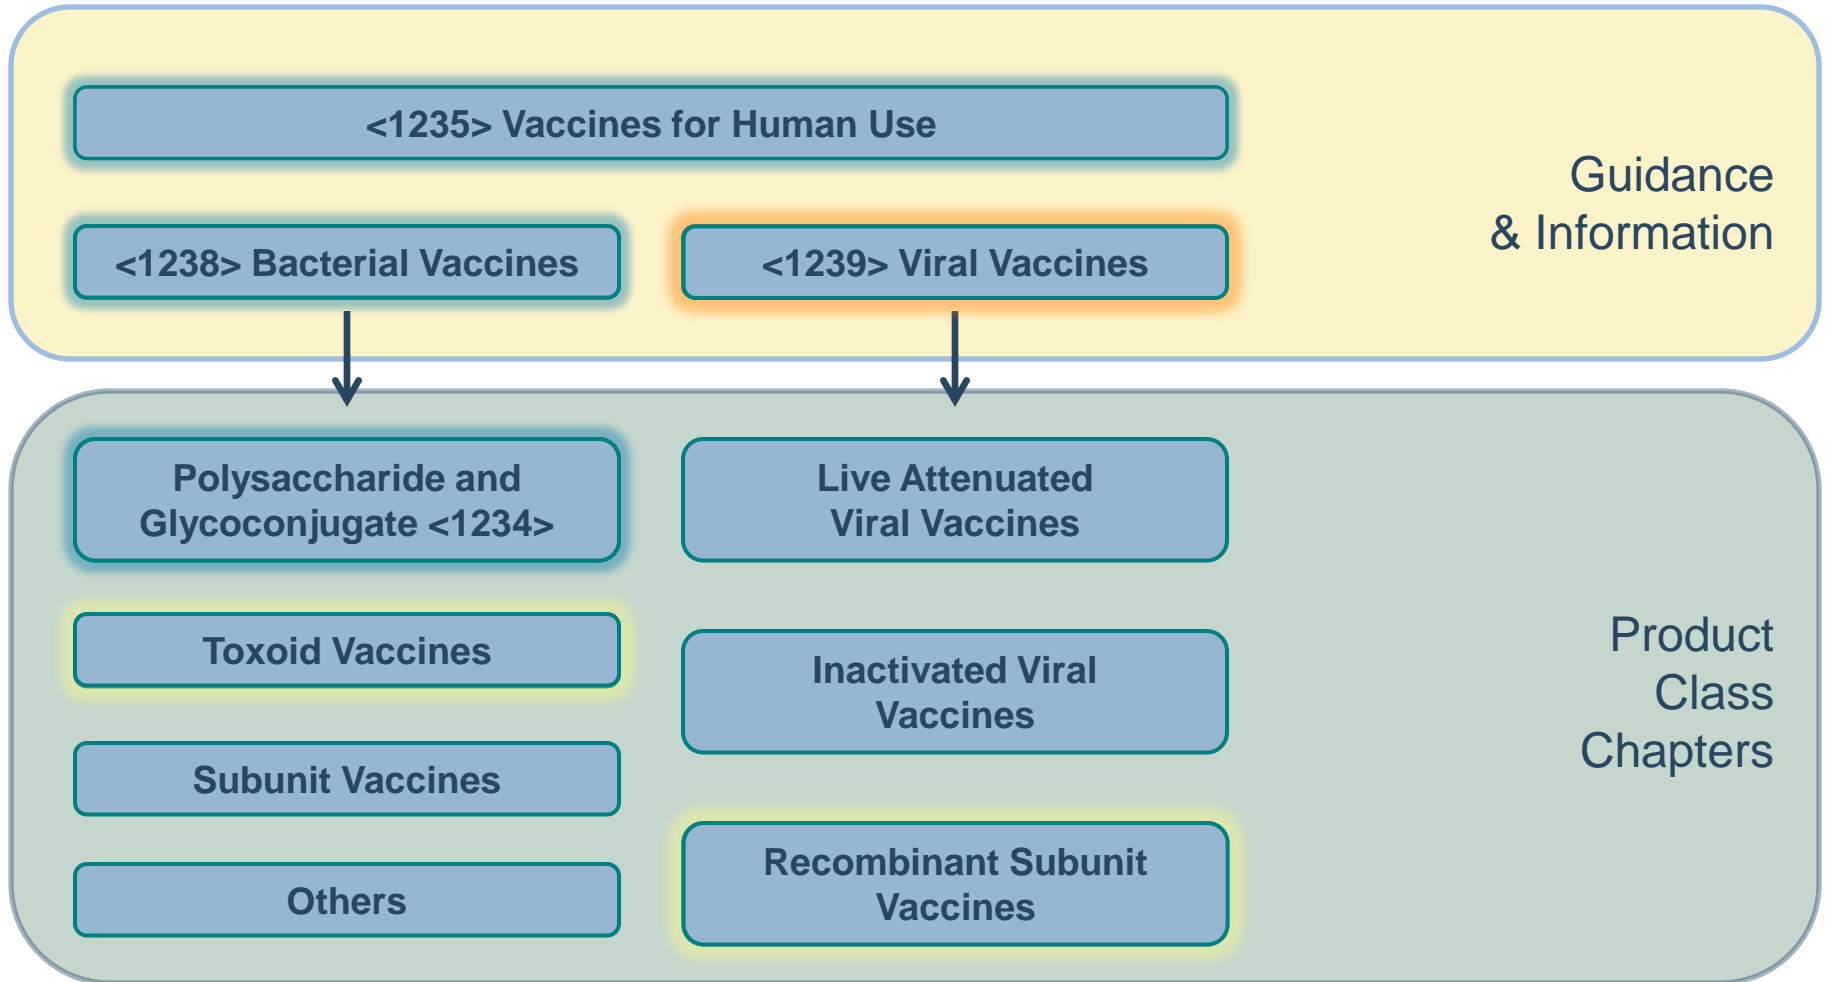 <1235> Vaccines for Human Use
Guidance
& Information
<1238> Bacterial Vaccines
<1239> Viral Vaccines
Polysaccharide and
Glycoconjugate <1234>
Live Attenuated
Viral Vaccines
Toxoid Vaccines
Inactivated Viral
Vaccines
Subunit Vaccines
Others
Recombinant Subunit
Vaccines
Product
Class
Chapters